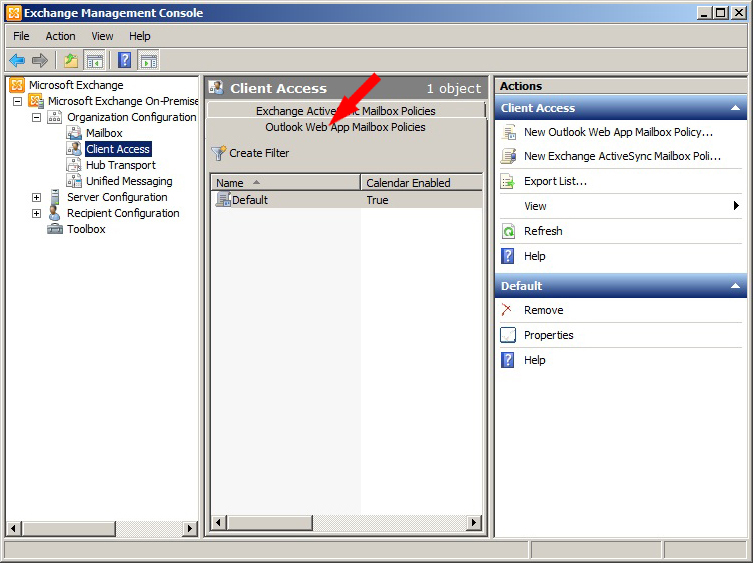 Exchange Management Console
File Action View Help
Microsoft Exchange
Microsoft Exchange On-Premise
Organization Configuration
Mailbox
Client Access
Hub Transport
Unified Messaging
Server Configuration
Recipient Configuration
Toolbox
Client Access 1 object
Exchange ActiveSync Mailbox Policies
Outlook Web App Mailbox Policies
Create Filter
Name Calendar Enabled
Default True
Actions
Client Access
New Outlook Web App Mailbox Policy...
New Exchange ActiveSync Mailbox Poli...
Export List...
View
Refresh
Help
Default
Remove
Properties
Help